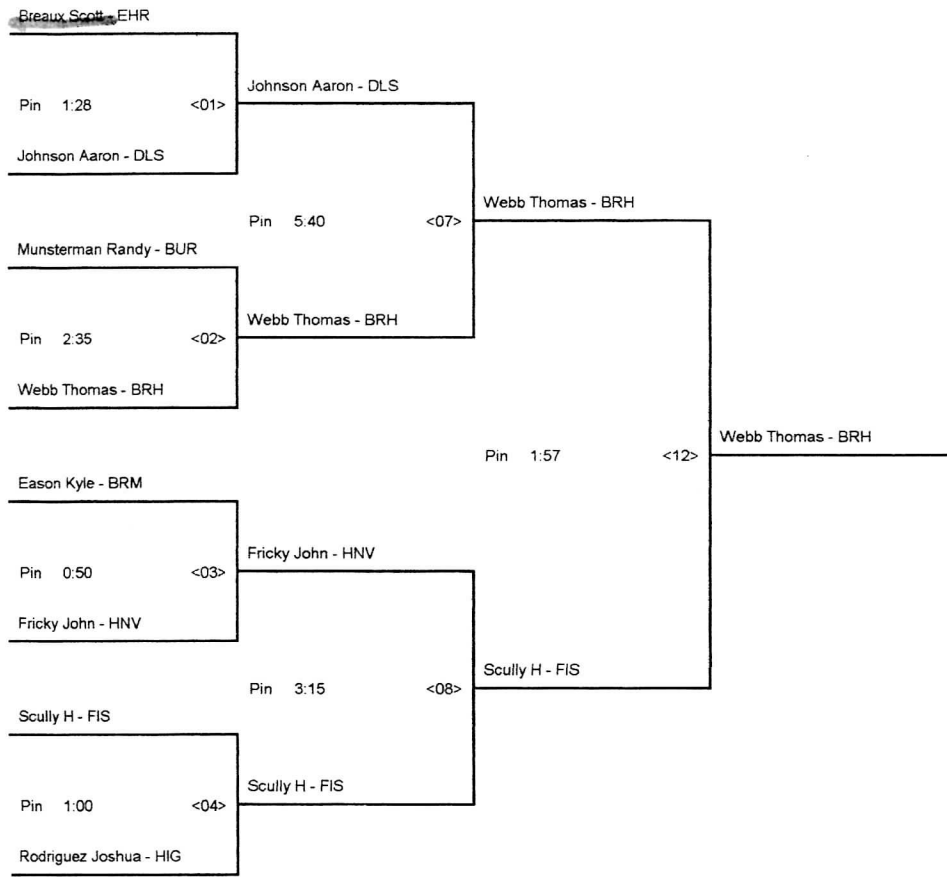 Breaux Scott - EHR
Johnson Aaron - DLS
Pin 1:28 <01>
Johnson Aaron - DLS
Webb Thomas - BRH
Pin 5:40 <07>
Munsterman Randy - BUR
Webb Thomas - BRH
Pin 2:35 <02>
Webb Thomas - BRH
Webb Thomas - BRH
Pin 1:57 <12>
Eason Kyle - BRM
Fricky John - HNV
Pin 0:50 <03>
Fricky John - HNV
Scully H - FIS
Pin 3:15 <08>
Scully H - FIS
Scully H - FIS
Pin 1:00 <04>
Rodriguez Joshua - HIG